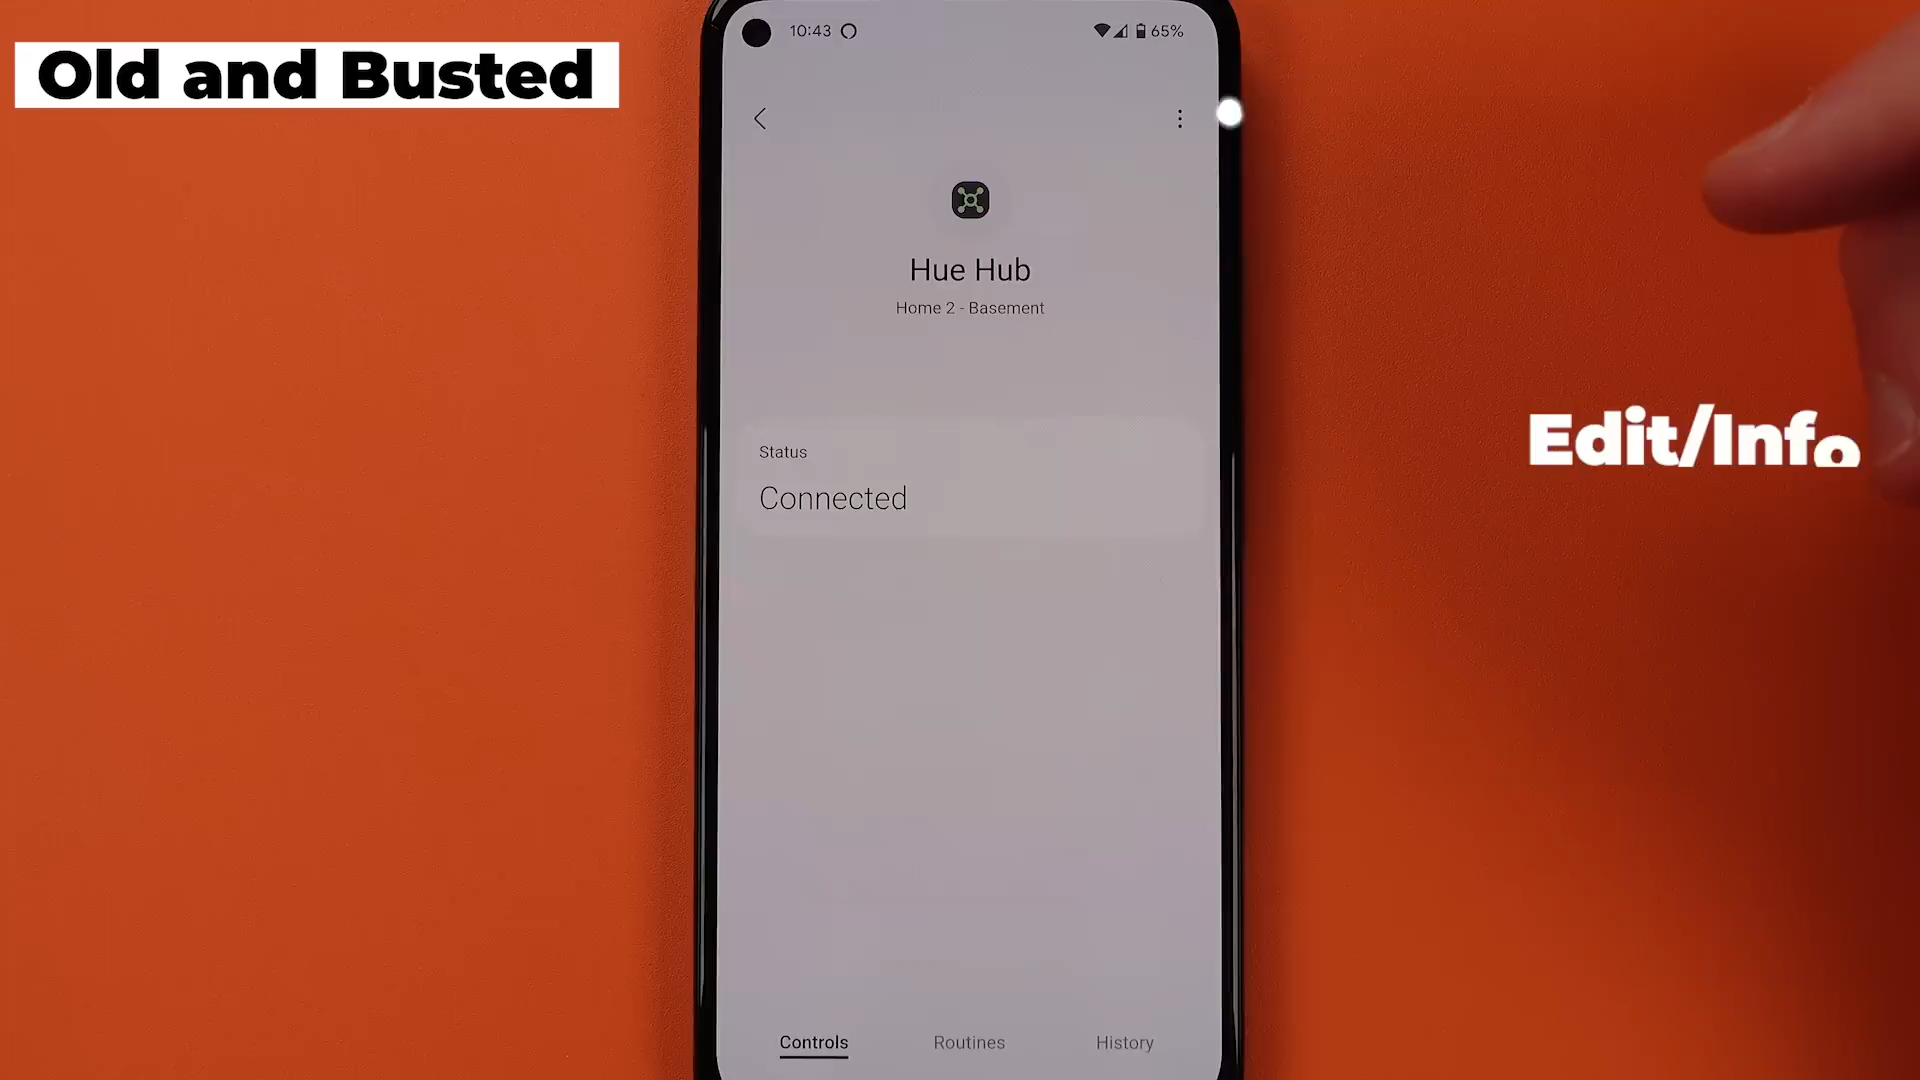 Old and Busted
10:43
65%
Hue Hub
Home 2 - Basement
Edit/Info
Status
Connected
Controls
Routines
History